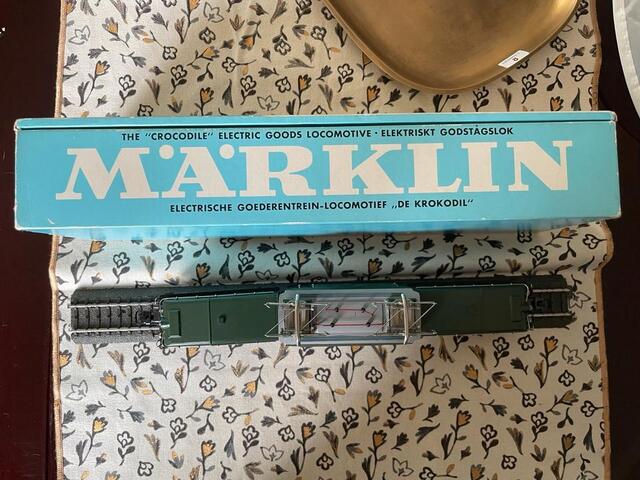 THE "CROCODILE" ELECTRIC GOODS LOCOMOTIVE · ELEKTRISKT GODSTÅGSLOK
MÄRKLIN
ELECTRISCHE GOEDERENTREIN-LOCOMOTIEF „DE KROKODIL"